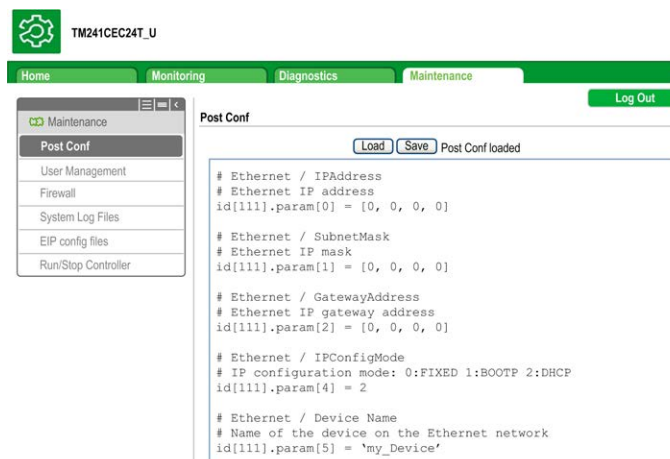 TM241CEC24T_U
Home Monitoring Diagnostics Maintenance
Log Out
Maintenance
Post Conf
User Management
Firewall
System Log Files
EIP config files
Run/Stop Controller
Post Conf
Load Save Post Conf loaded
# Ethernet / IPAddress
# Ethernet IP address
id[111].param[0] = [0, 0, 0, 0]
# Ethernet / SubnetMask
# Ethernet IP mask
id[111].param[1] = [0, 0, 0, 0]
# Ethernet / GatewayAddress
# Ethernet IP gateway address
id[111].param[2] = [0, 0, 0, 0]
# Ethernet / IPConfigMode
# IP configuration mode: 0:FIXED 1:BOOTP 2:DHCP
id[111].param[4] = 2
# Ethernet / Device Name
# Name of the device on the Ethernet network
id[111].param[5] = ‘my_Device’